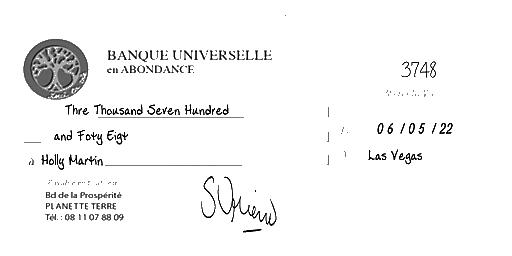 BANQUE UNIVERSELLE
en ABONDANCE
3748
Thre Thousand Seven Hundred
and Foty Eigt
06/05/22
à Holly Martin
Las Vegas
Bd de la Prospérité
PLANETTE TERRE
Tél. : 08 11 07 88 09